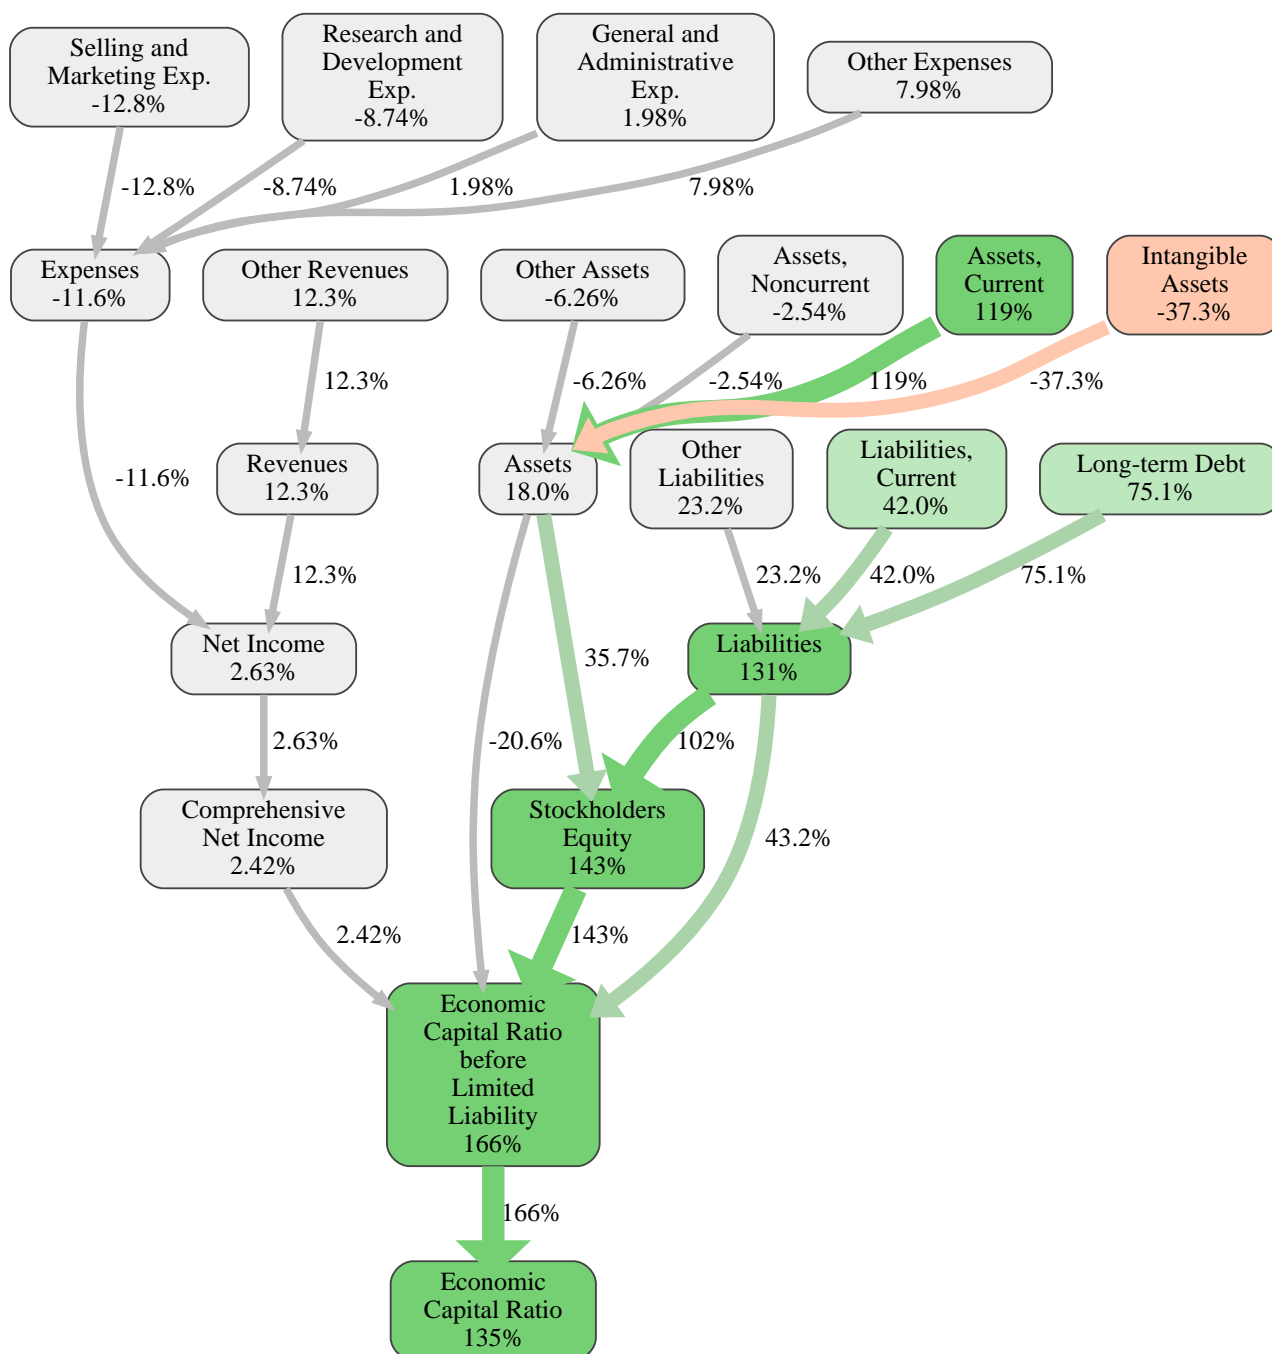 Selling and
Marketing Exp.
-12.8%
Research and
Development
Exp.
-8.74%
General and
Administrative
Exp.
1.98%
Other Expenses
7.98%
-12.8%
-8.74%
1.98%
7.98%
Expenses
-11.6%
Other Revenues
12.3%
Other Assets
-6.26%
Assets,
Noncurrent
-2.54%
Assets,
Current
119%
Intangible
Assets
-37.3%
12.3%
-6.26%
-2.54%
119%
-37.3%
-11.6%
Revenues
12.3%
Assets
18.0%
Other
Liabilities
23.2%
Liabilities,
Current
42.0%
Long-term Debt
75.1%
12.3%
23.2%
42.0%
75.1%
Net Income
2.63%
35.7%
Liabilities
131%
2.63%
-20.6%
102%
Comprehensive
Net Income
2.42%
Stockholders
Equity
143%
43.2%
2.42%
143%
Economic
Capital Ratio
before
Limited
Liability
166%
166%
Economic
Capital Ratio
135%